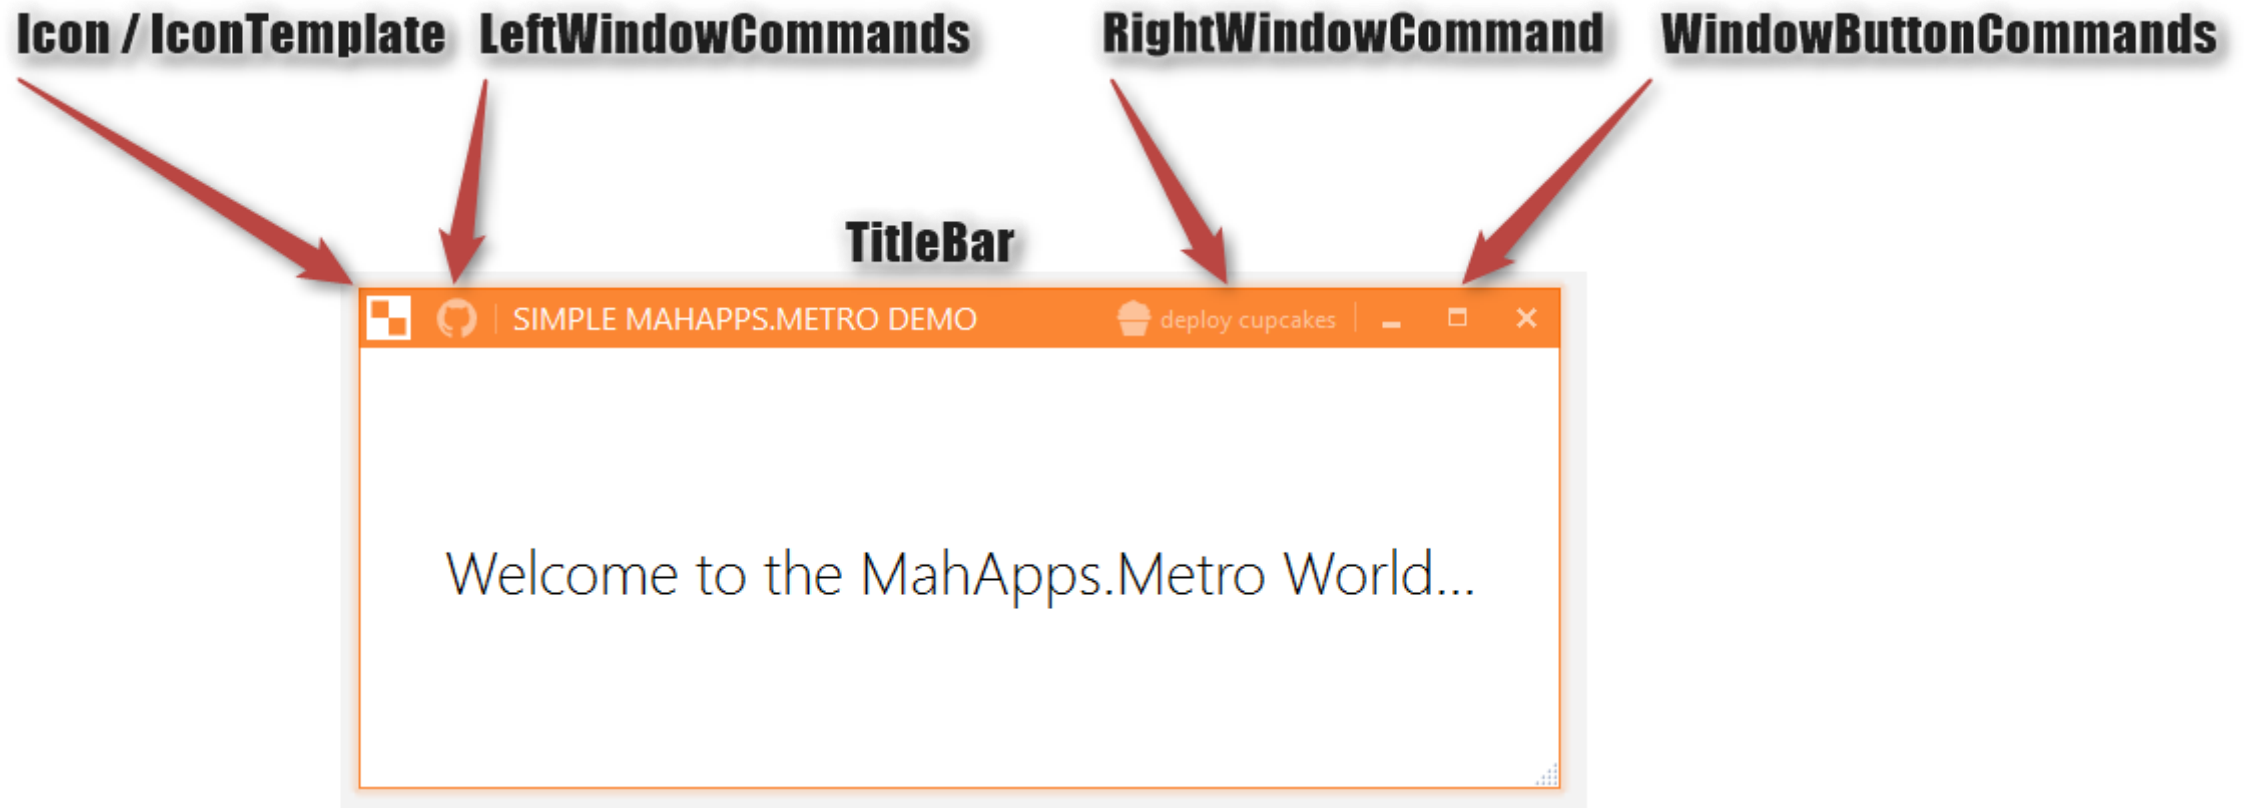 Icon / IconTemplate LeftWindowCommands RightWindowCommand WindowButtonCommands
TitleBar
SIMPLE MAHAPPS.METRO DEMO deploy cupcakes
Welcome to the MahApps.Metro World...